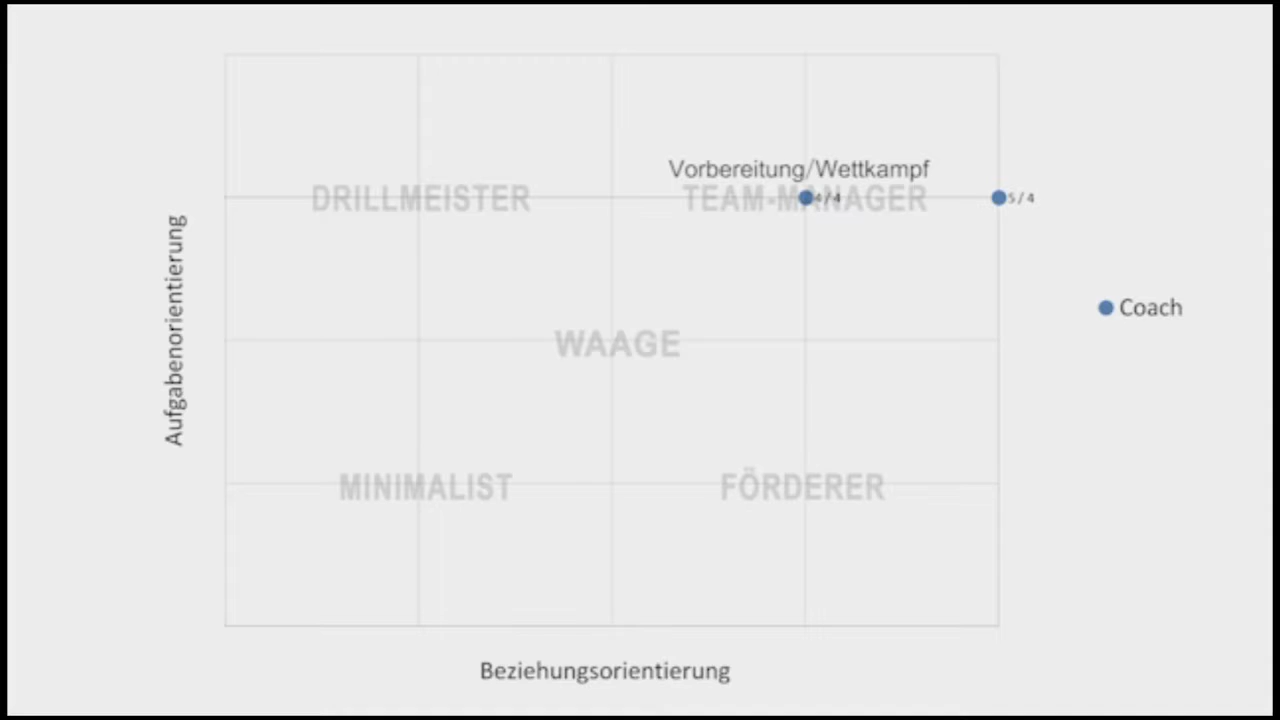 Vorbereitung/Wettkampf
DRILLMEISTER
TEAM-MANAGER
4 / 4
5 / 4
Aufgabenorientierung
Coach
WAAGE
MINIMALIST
FÖRDERER
Beziehungsorientierung